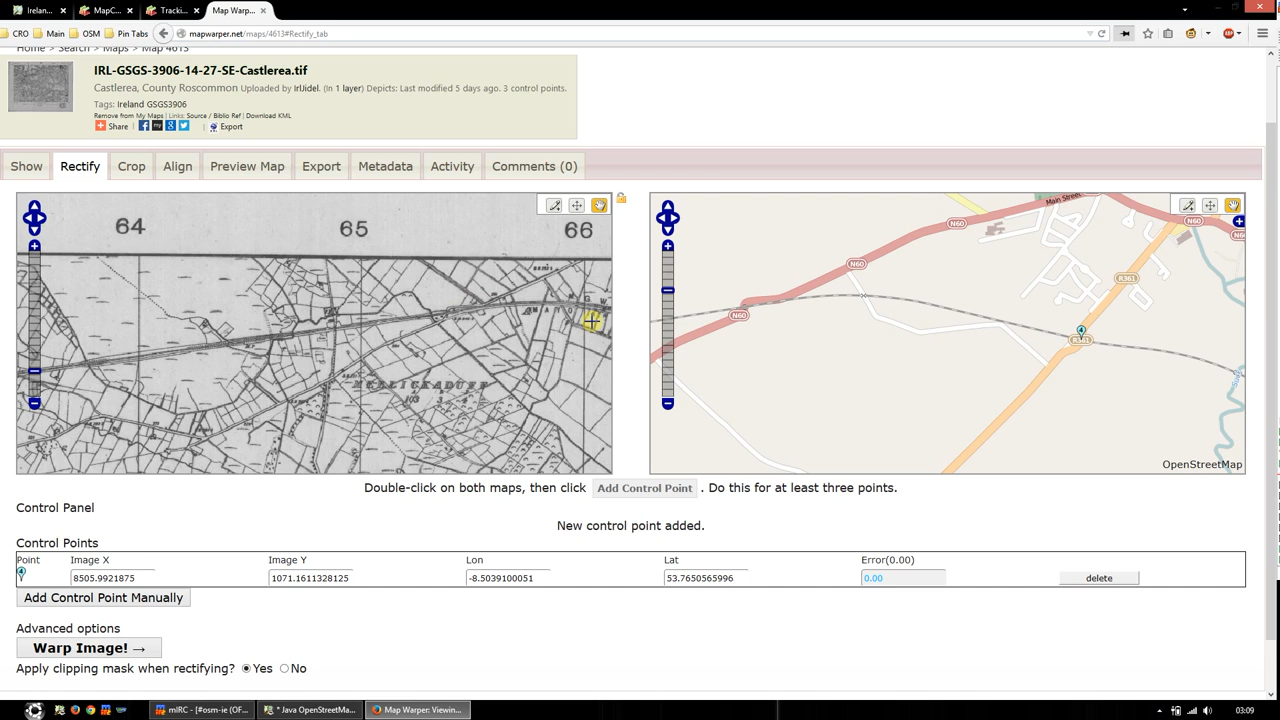 Irelan...
MapC...
Tracki...
Map Warp...
CRO Main OSM Pin Tabs
mapwarper.net/maps/4613#Rectify_tab
Home > Search > Maps > Map 4613
IRL-GSGS-3906-14-27-SE-Castlerea.tif
Castlerea, County Roscommon Uploaded by IrlJidel. (In 1 layer) Depicts: Last modified 5 days ago. 3 control points.
Tags: Ireland GSGS3906
Remove from My Maps | Links: Source / Biblio Ref | Download KML
Share | Export
Show Rectify Crop Align Preview Map Export Metadata Activity Comments (0)
64 65 66
Main Street
N60
N60
N60
N60
R361
R361
OpenStreetMap
Double-click on both maps, then click Add Control Point . Do this for at least three points.
Control Panel
New control point added.
Control Points
Point Image X Image Y Lon Lat Error(0.00)
4 8505.9921875 1071.1611328125 -8.5039100051 53.7650565996 0.00 delete
Add Control Point Manually
Advanced options
Warp Image! →
Apply clipping mask when rectifying? Yes No
mIRC - [#osm-ie (OF...
* Java OpenStreetMa...
Map Warper: Viewin...
03:09